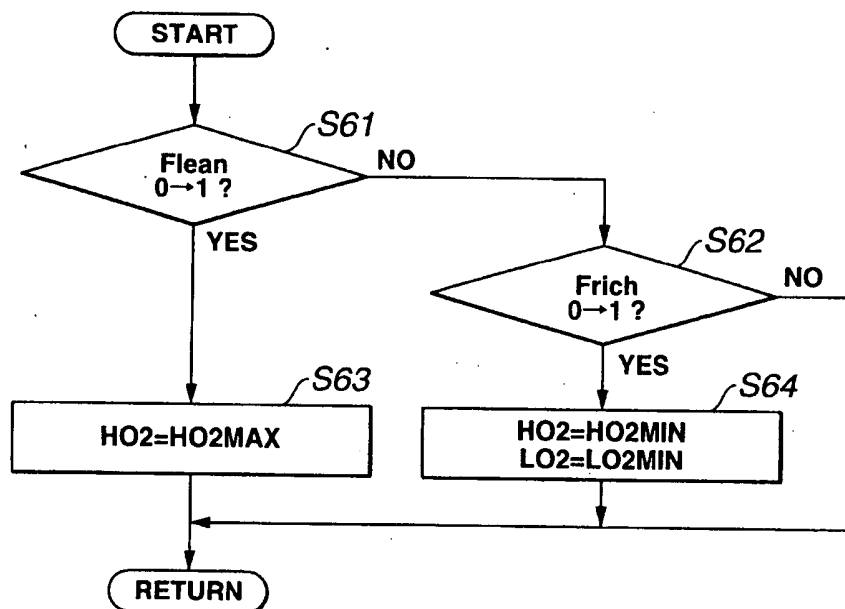 START
S61
Flean
0→1 ?
NO
YES
S62
Frich
0→1 ?
NO
YES
S63
HO2=HO2MAX
S64
HO2=HO2MIN
LO2=LO2MIN
RETURN